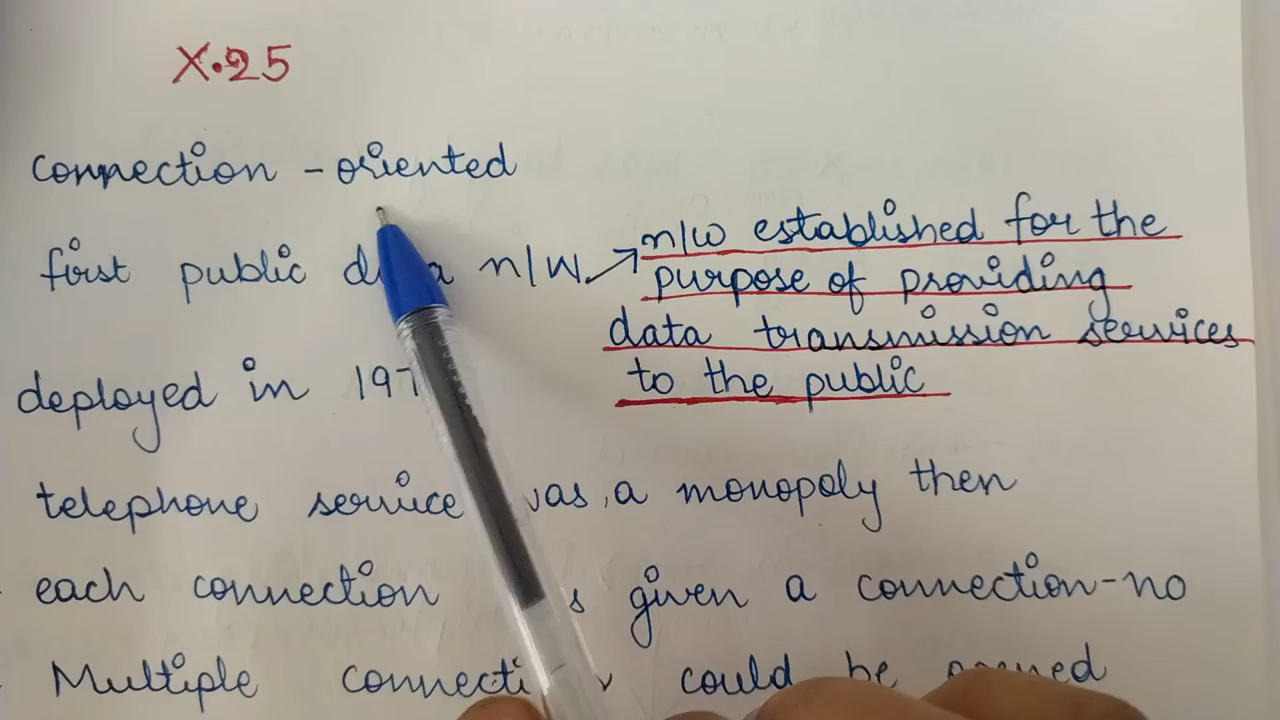 X.25
connection - oriented
first public n/w → n/w established for the
purpose of providing
data transmission services
to the public
deployed in
telephone service a monopoly then
each connection given a connection-no
Multiple could be